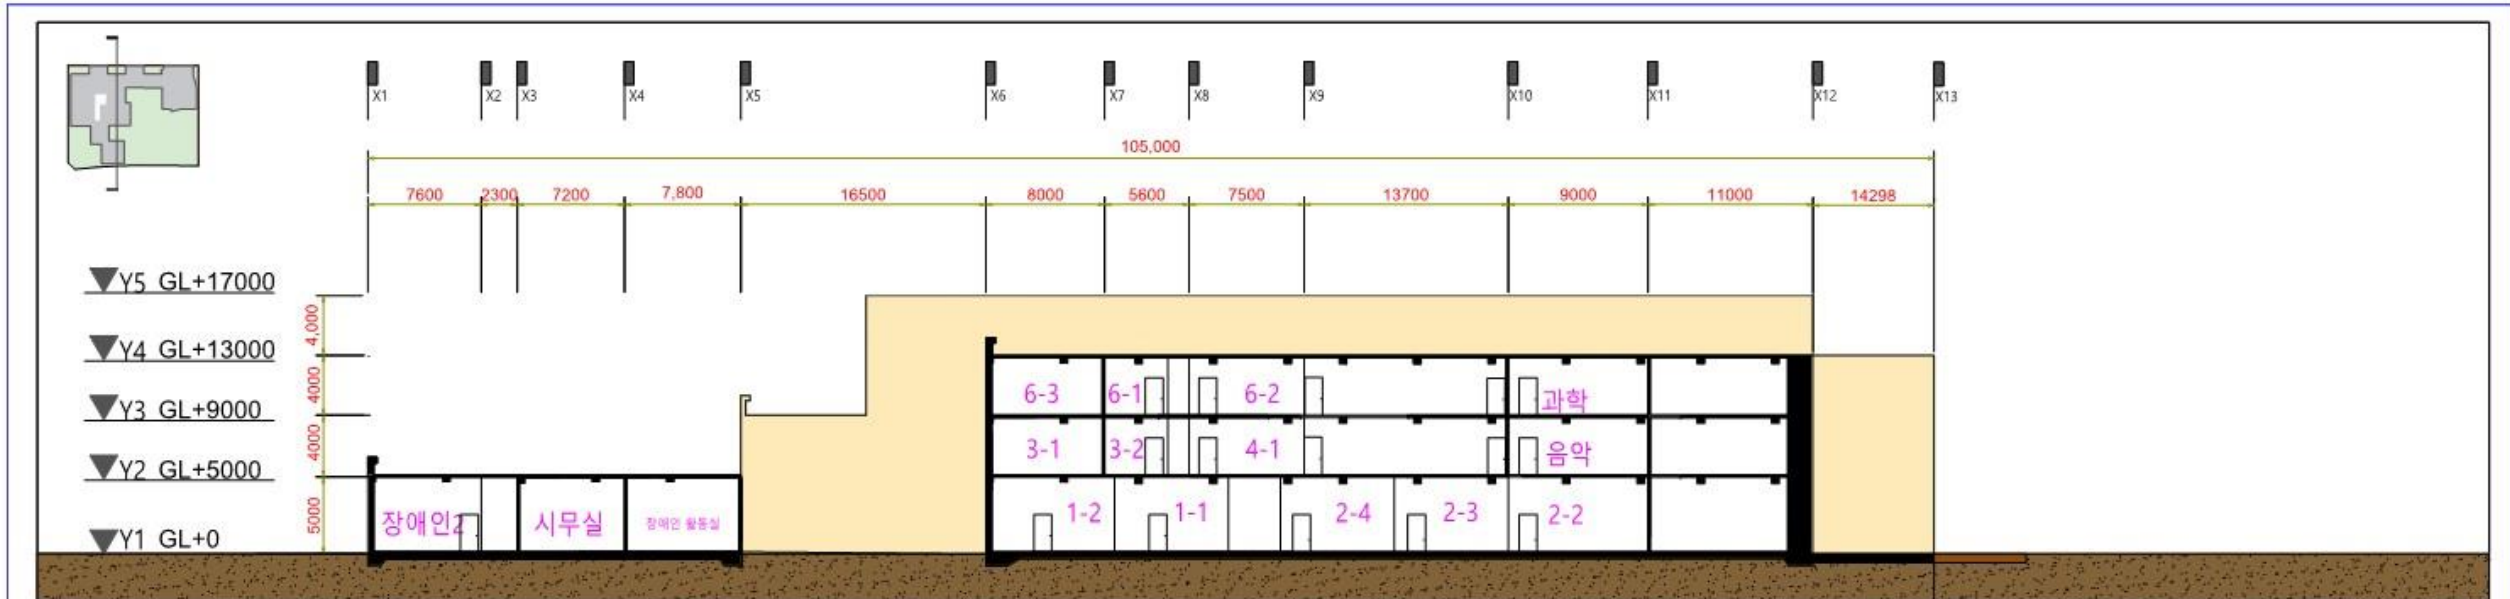 X1 X2 X3 X4 X5 X6 X7 X8 X9 X10 X11 X12 X13
105,000
7600 2300 7200 7,800 16500 8000 5600 7500 13700 9000 11000 14298
Y5 GL+17000
4,000
Y4 GL+13000
4000
6-3 6-1 6-2 과학
Y3 GL+9000
4000
3-1 3-2 4-1 음악
Y2 GL+5000
5000
장애인2 시무실 장애인 활동실 1-2 1-1 2-4 2-3 2-2
Y1 GL+0